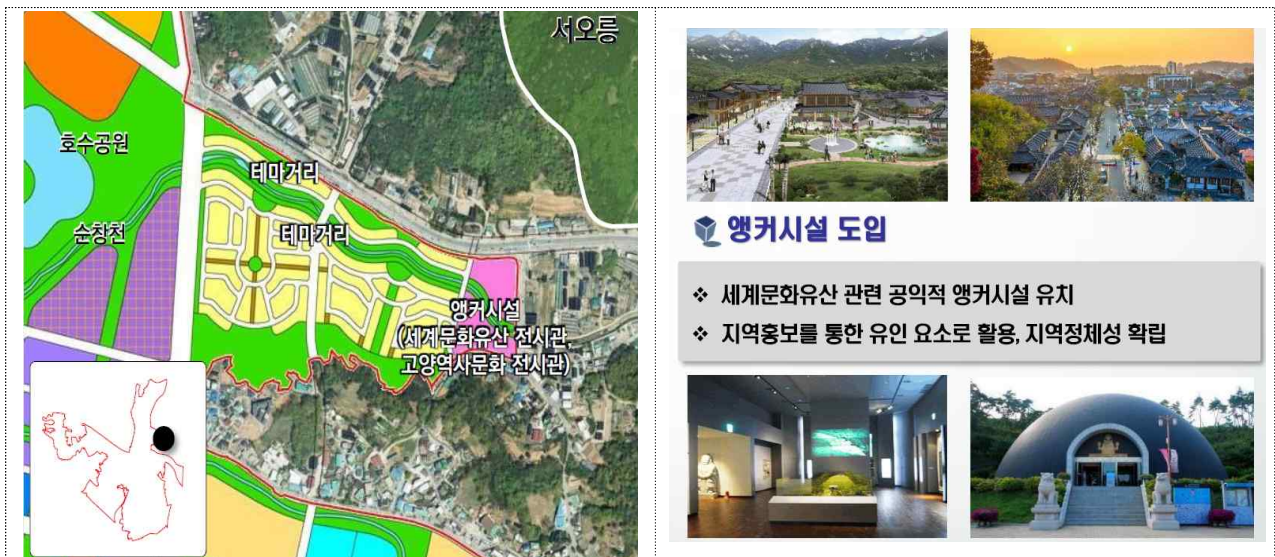 서오릉
호수공원
테마거리
순창천
테마거리
앵커시설
(세계문화유산 전시관,
고양역사문화 전시관)
앵커시설 도입
❖ 세계문화유산 관련 공익적 앵커시설 유치
❖ 지역홍보를 통한 유인 요소로 활용, 지역정체성 확립